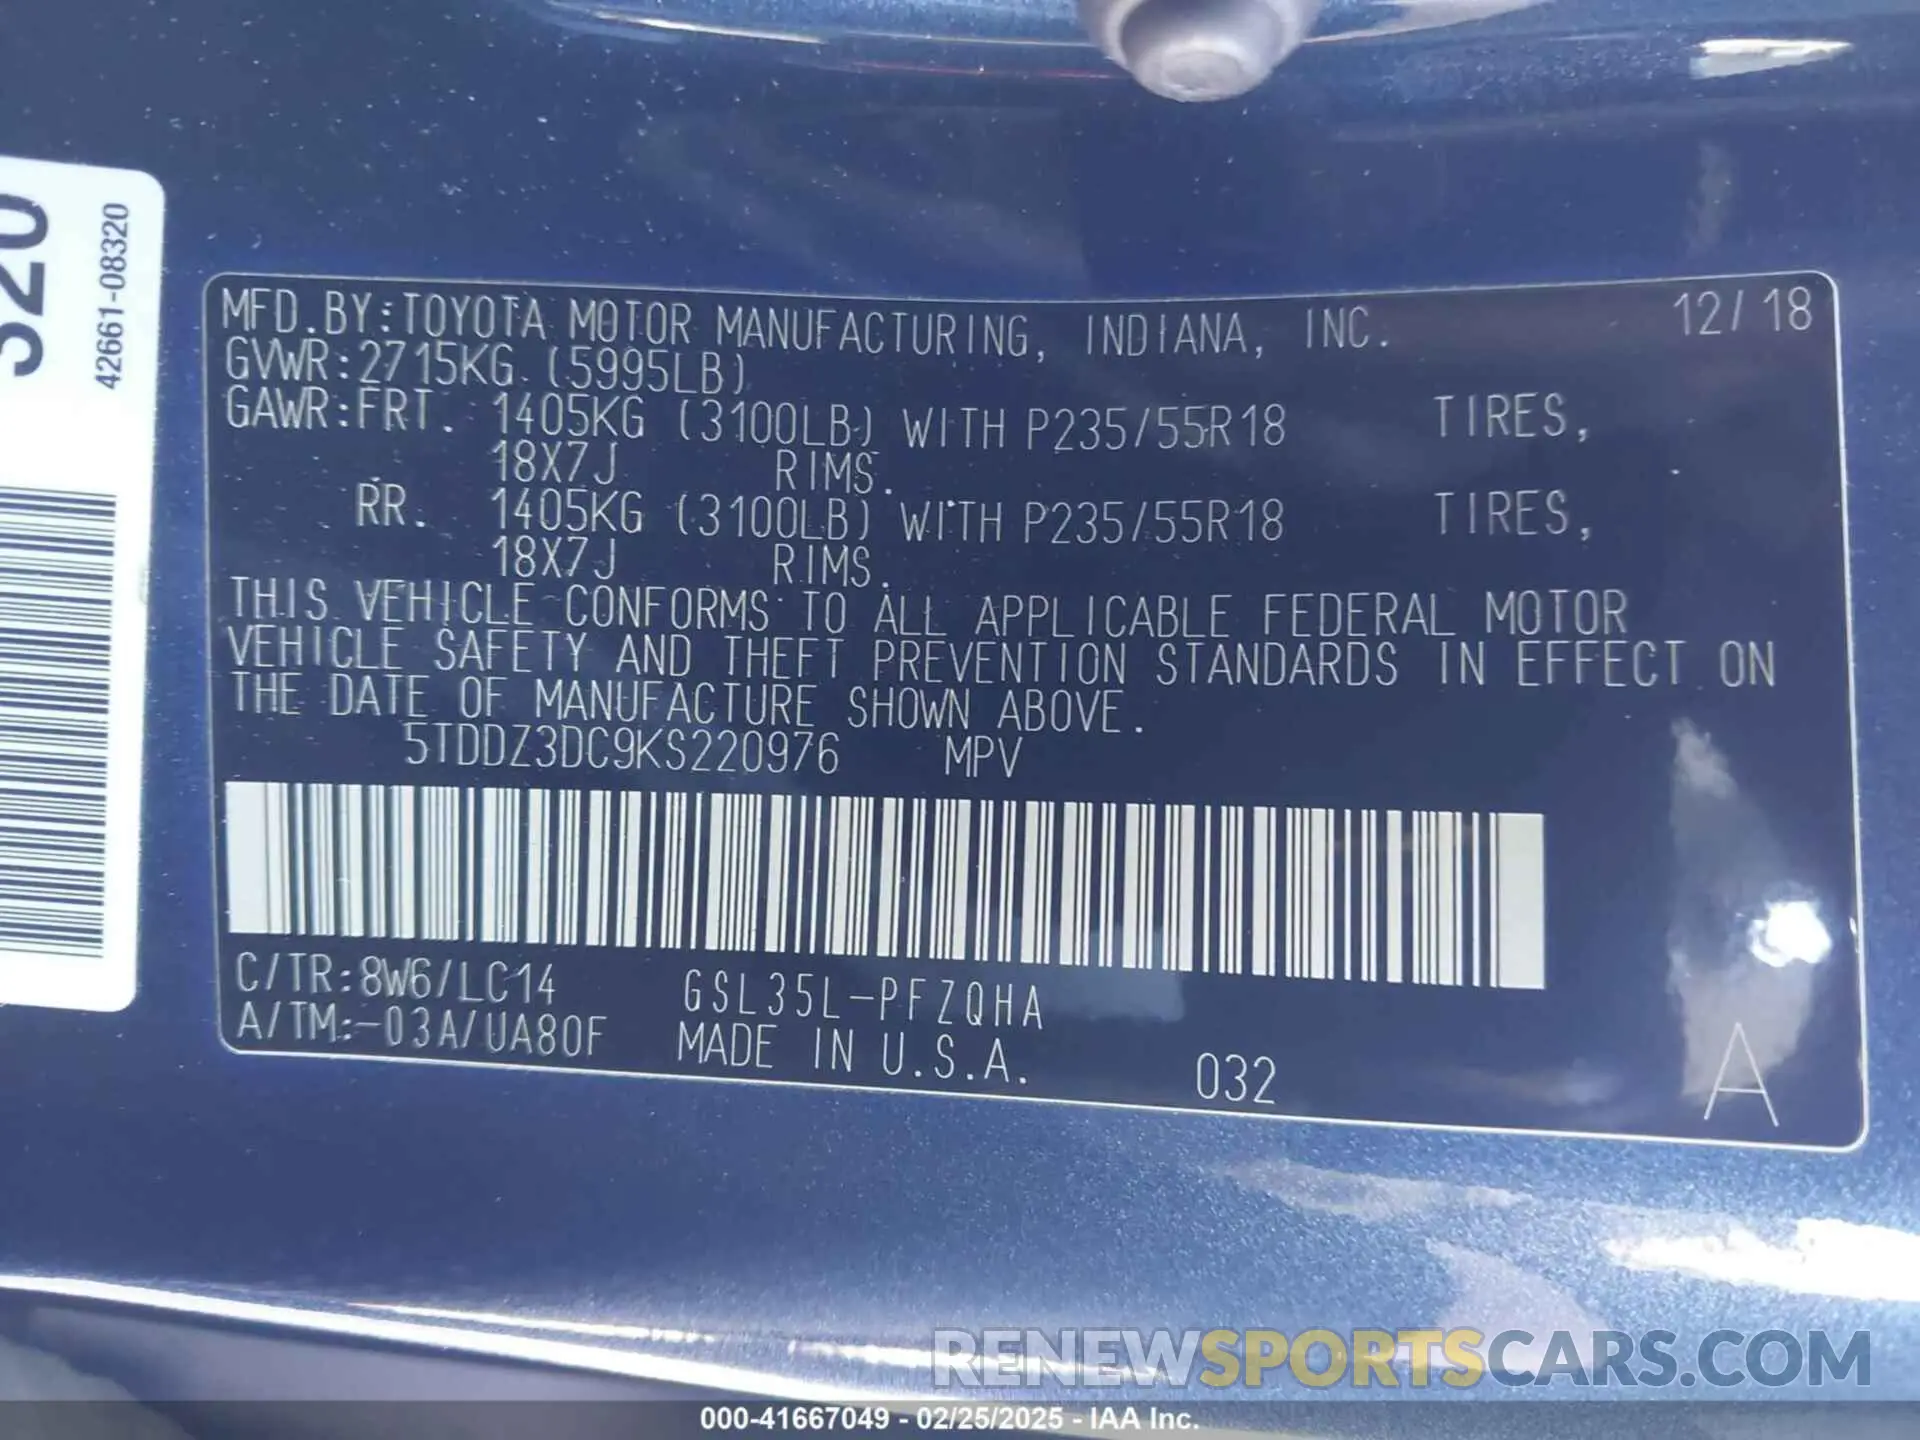 320
42661-08320
MFD.BY:TOYOTA MOTOR MANUFACTURING, INDIANA, INC. 12/18
GVWR:2715KG (5995LB)
GAWR:FRT. 1405KG (3100LB) WITH P235/55R18 TIRES,
18X7J RIMS.
RR. 1405KG (3100LB) WITH P235/55R18 TIRES,
18X7J RIMS.
THIS VEHICLE CONFORMS TO ALL APPLICABLE FEDERAL MOTOR
VEHICLE SAFETY AND THEFT PREVENTION STANDARDS IN EFFECT ON
THE DATE OF MANUFACTURE SHOWN ABOVE.
5TDDZ3DC9KS220976 MPV
C/TR:8W6/LC14 GSL35L-PFZQHA
A/TM:-03A/UA80F MADE IN U.S.A. 032 A
RENEWSPORTSCARS.COM
000-41667049 - 02/25/2025 - IAA Inc.